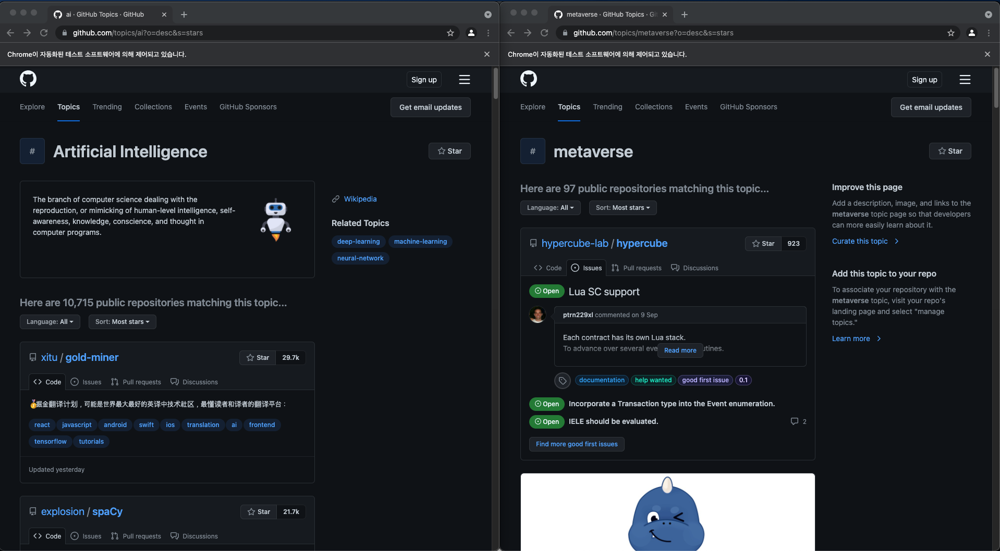 ai · GitHub Topics · GitHub
github.com/topics/ai?o=desc&s=stars
Chrome이 자동화된 테스트 소프트웨어에 의해 제어되고 있습니다.
Sign up
Explore Topics Trending Collections Events GitHub Sponsors
Get email updates
# Artificial Intelligence
Star
The branch of computer science dealing with the
reproduction, or mimicking of human-level intelligence, self-
awareness, knowledge, conscience, and thought in
computer programs.
Wikipedia
Related Topics
deep-learning machine-learning
neural-network
Here are 10,715 public repositories matching this topic...
Language: All Sort: Most stars
xitu / gold-miner
Star 29.7k
Code Issues Pull requests Discussions
🥇掘金翻译计划，可能是世界最大最好的英译中技术社区，最懂读者和译者的翻译平台：
react javascript android swift ios translation ai frontend
tensorflow tutorials
Updated yesterday
explosion / spaCy
Star 21.7k
Code Issues Pull requests Discussions
metaverse · GitHub Topics · Git
github.com/topics/metaverse?o=desc&s=stars
Chrome이 자동화된 테스트 소프트웨어에 의해 제어되고 있습니다.
Sign up
Explore Topics Trending Collections Events GitHub Sponsors
Get email updates
# metaverse
Star
Here are 97 public repositories matching this topic...
Language: All Sort: Most stars
hypercube-lab / hypercube
Star 923
Code Issues Pull requests Discussions
Open Lua SC support
ptrn229xl commented on 9 Sep
Each contract has its own Lua stack.
To advance over several eve Read more utines.
documentation help wanted good first issue 0.1
Open Incorporate a Transaction type into the Event enumeration.
Open IELE should be evaluated.
2
Find more good first issues
Improve this page
Add a description, image, and links to the
metaverse topic page so that developers
can more easily learn about it.
Curate this topic
Add this topic to your repo
To associate your repository with the
metaverse topic, visit your repo's
landing page and select "manage
topics."
Learn more